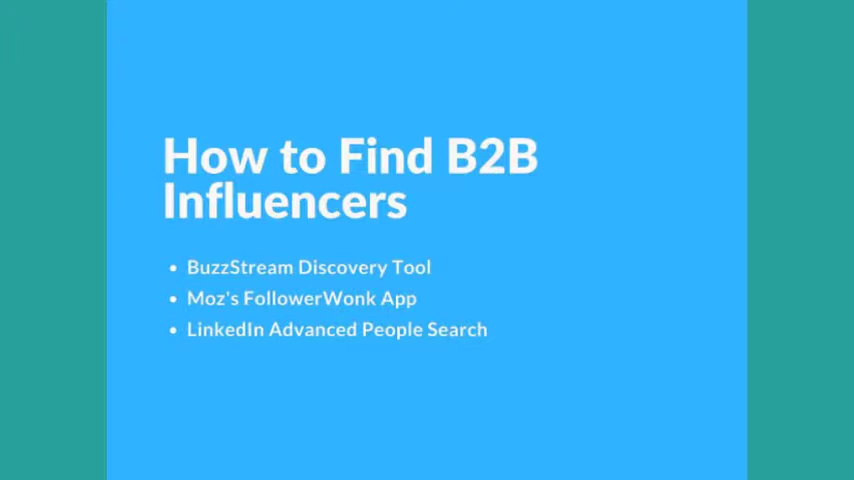 How to Find B2B
Influencers
• BuzzStream Discovery Tool
• Moz's FollowerWonk App
• LinkedIn Advanced People Search